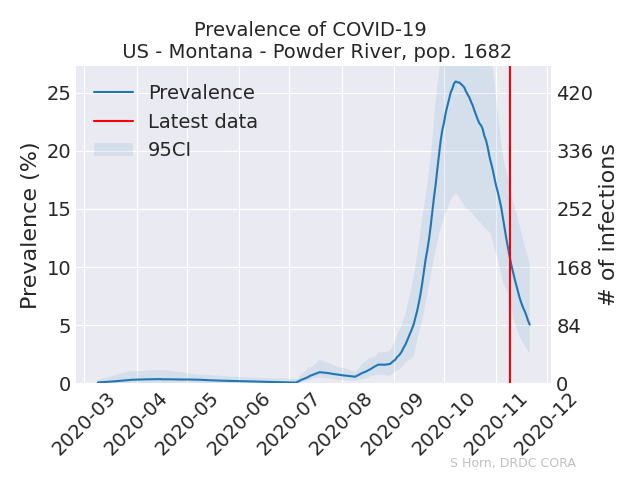 Prevalence of COVID-19
US - Montana - Powder River, pop. 1682
Prevalence
Latest data
95CI
Prevalence (%)
25
20
15
10
5
0
420
336
252
168
84
0
# of infections
2020-03
2020-04
2020-05
2020-06
2020-07
2020-08
2020-09
2020-10
2020-11
2020-12
S Horn, DRDC CORA